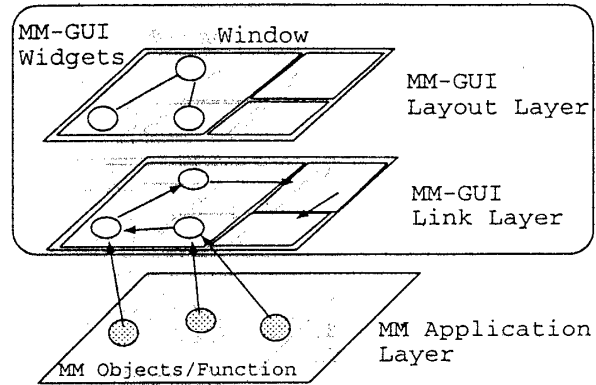 MM-GUI
Widgets
Window
MM-GUI
Layout Layer
MM-GUI
Link Layer
MM Application
Layer
MM Objects/Function